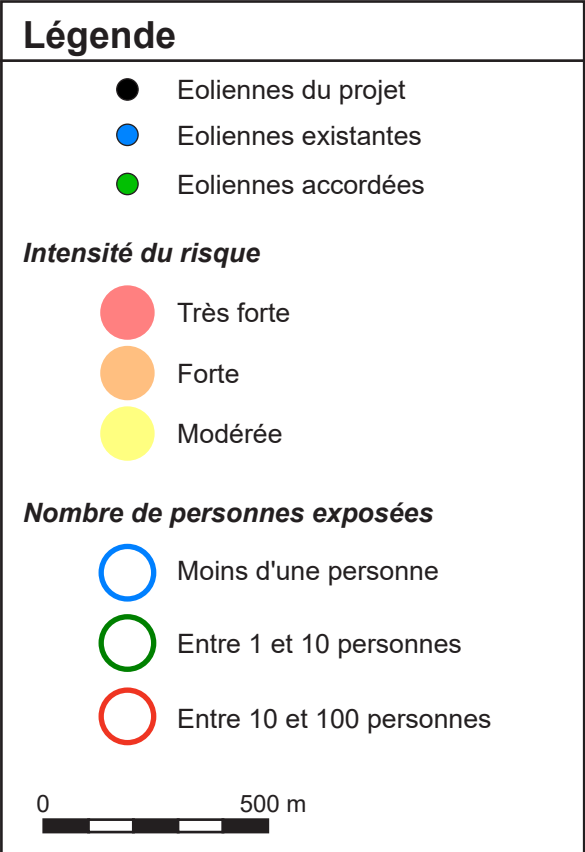 Légende
Eoliennes du projet
Eoliennes existantes
Eoliennes accordées
Intensité du risque
Très forte
Forte
Modérée
Nombre de personnes exposées
Moins d'une personne
Entre 1 et 10 personnes
Entre 10 et 100 personnes
0 500 m